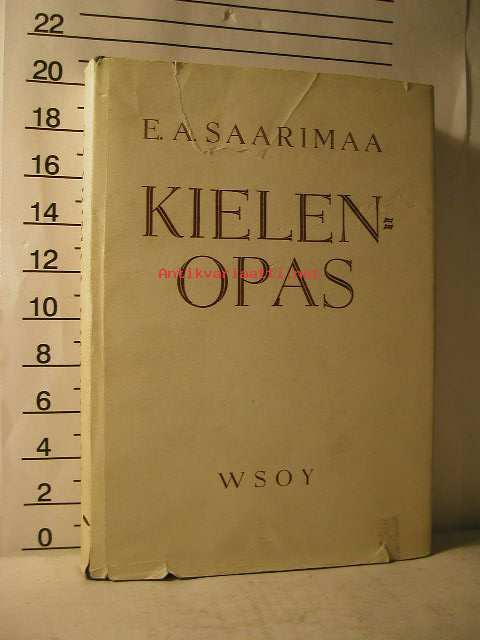 22
20
18
16
14
12
10
8
6
4
2
0
E. A. SAARIMAA
KIELEN=
OPAS
Antikvariaatti.net
WSOY